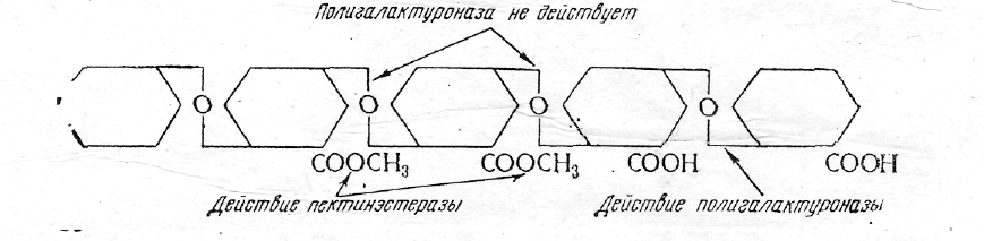 Полигалактуроназа не действует
О О О О
COOCH₃ COOCH₃ COOH COOH
Действие пектинэстеразы Действие полигалактуроназы